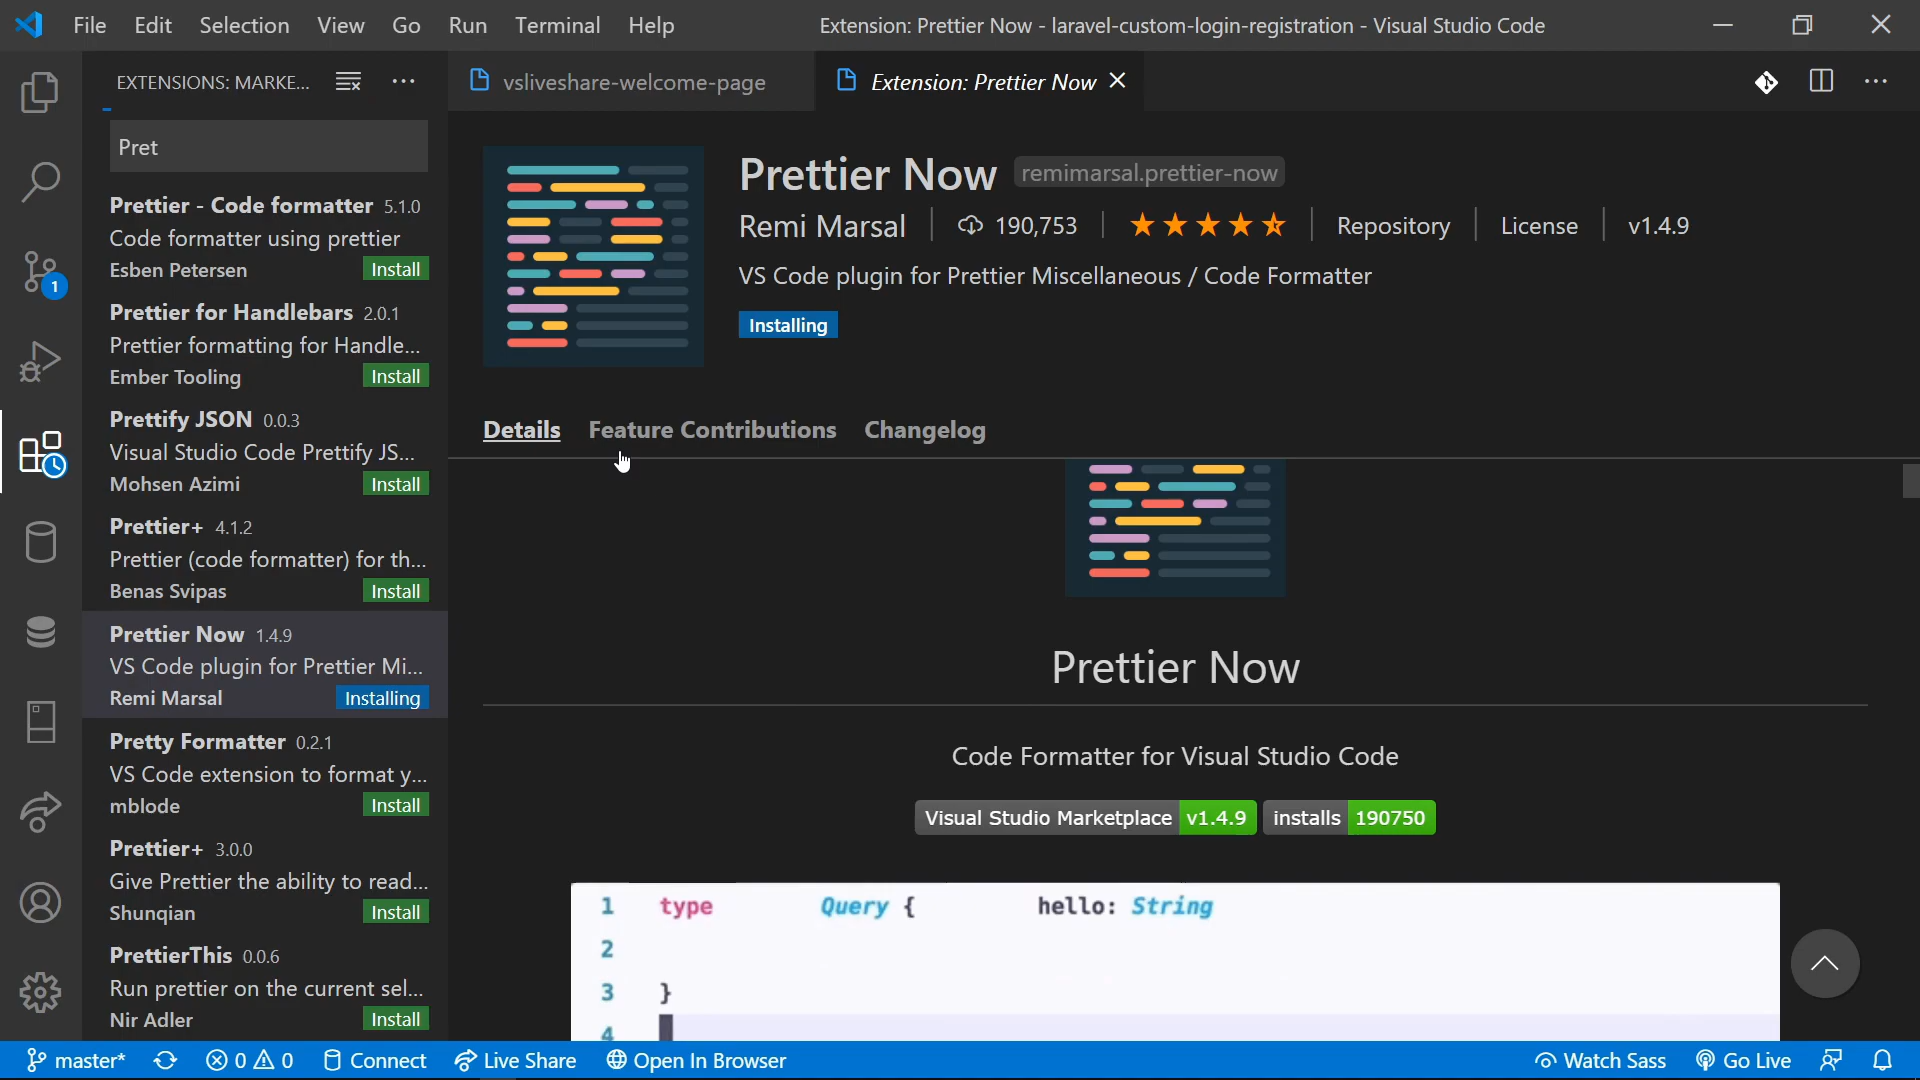 File Edit Selection View Go Run Terminal Help
Extension: Prettier Now - laravel-custom-login-registration - Visual Studio Code
EXTENSIONS: MARKE...
vsliveshare-welcome-page
Extension: Prettier Now
Pret
Prettier - Code formatter 5.1.0
Code formatter using prettier
Esben Petersen Install
Prettier for Handlebars 2.0.1
Prettier formatting for Handle...
Ember Tooling Install
Prettify JSON 0.0.3
Visual Studio Code Prettify JS...
Mohsen Azimi Install
Prettier+ 4.1.2
Prettier (code formatter) for th...
Benas Svipas Install
Prettier Now 1.4.9
VS Code plugin for Prettier Mi...
Remi Marsal Installing
Pretty Formatter 0.2.1
VS Code extension to format y...
mblode Install
Prettier+ 3.0.0
Give Prettier the ability to read...
Shunqian Install
PrettierThis 0.0.6
Run prettier on the current sel...
Nir Adler Install
1
Prettier Now remimarsal.prettier-now
Remi Marsal 190,753 Repository License v1.4.9
VS Code plugin for Prettier Miscellaneous / Code Formatter
Installing
Details Feature Contributions Changelog
Prettier Now
Code Formatter for Visual Studio Code
Visual Studio Marketplace v1.4.9 installs 190750
1 type Query { hello: String
2
3 }
4
master* 0 0 Connect Live Share Open In Browser Watch Sass Go Live